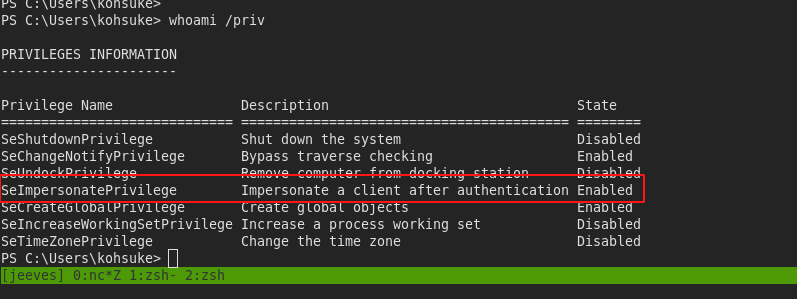 PS C:\Users\kohsuke>
PS C:\Users\kohsuke> whoami /priv
PRIVILEGES INFORMATION
----------------------
Privilege Name Description State
============================= ========================================= ========
SeShutdownPrivilege Shut down the system Disabled
SeChangeNotifyPrivilege Bypass traverse checking Enabled
SeUndockPrivilege Remove computer from docking station Disabled
SeImpersonatePrivilege Impersonate a client after authentication Enabled
SeCreateGlobalPrivilege Create global objects Enabled
SeIncreaseWorkingSetPrivilege Increase a process working set Disabled
SeTimeZonePrivilege Change the time zone Disabled
PS C:\Users\kohsuke>
[jeeves] 0:nc*Z 1:zsh- 2:zsh